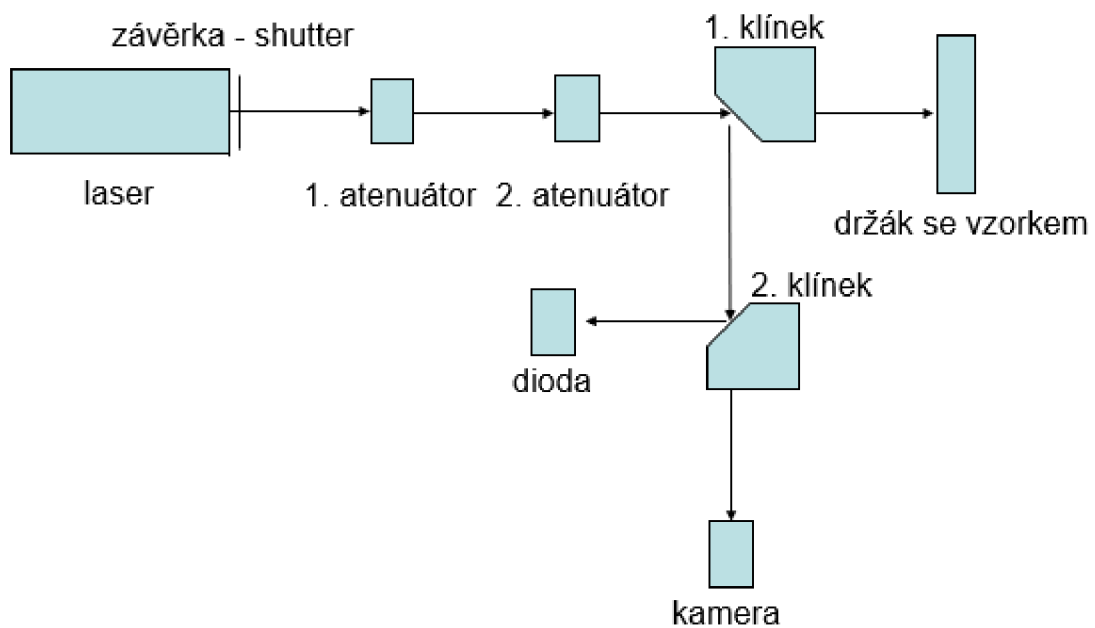 závěrka - shutter
1. klínek
laser
1. atenuátor
2. atenuátor
držák se vzorkem
2. klínek
dioda
kamera